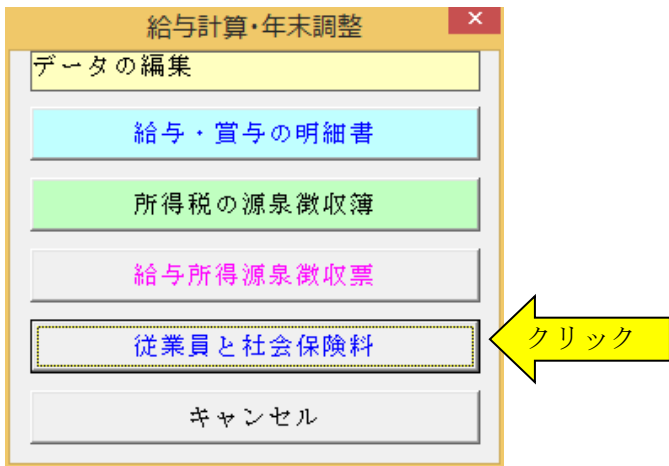 給与計算・年末調整
×
データの編集
給与・賞与の明細書
所得税の源泉徴収簿
給与所得源泉徴収票
従業員と社会保険料
クリック
キャンセル